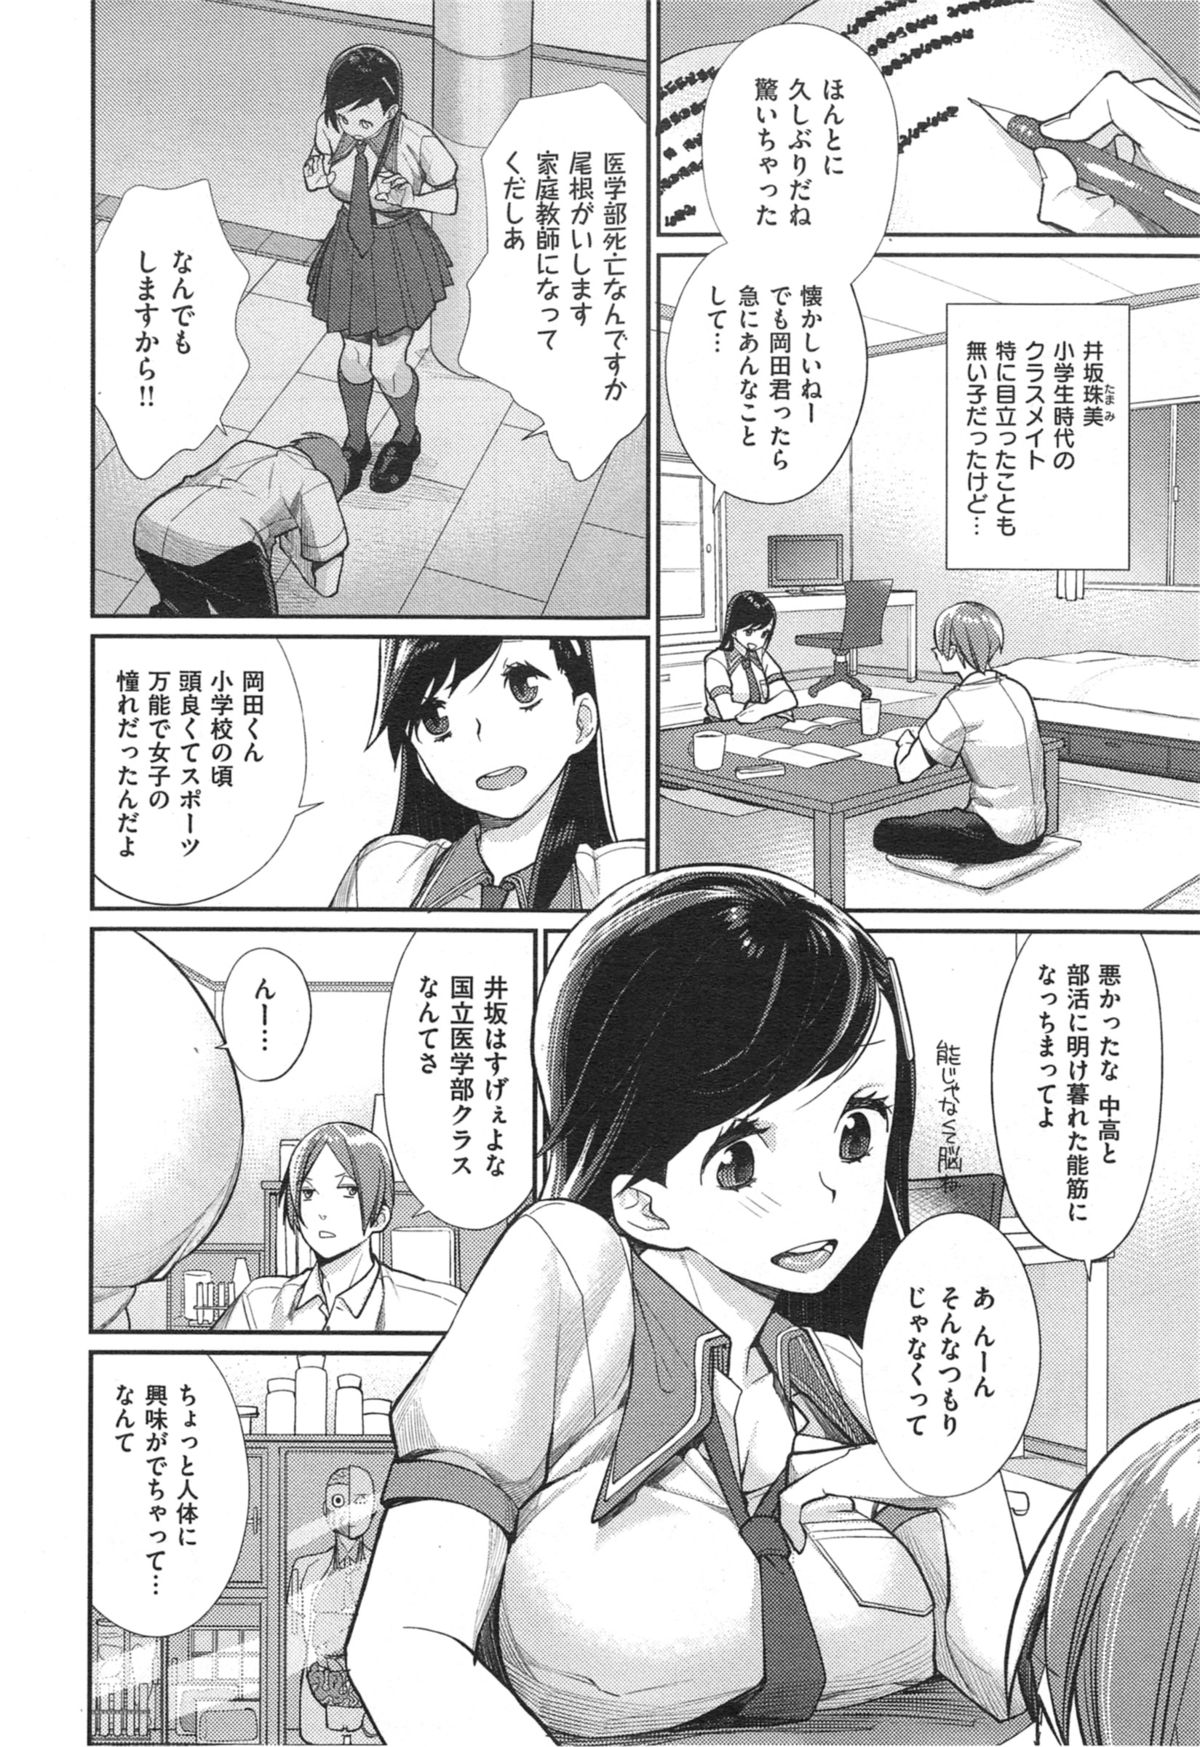 ほんとに
久しぶりだね
驚いちゃった
井坂珠美
たまみ
小学生時代の
クラスメイト
特に目立ったことも
無い子だったけど…
懐かしいねー
でも岡田君ったら
急にあんなこと
して…
医学部死亡なんですか
尾根がいします
家庭教師になって
くだしあ
なんでも
しますから!!
岡田くん
小学校の頃
頭良くてスポーツ
万能で女子の
憧れだったんだよ
悪かったな 中高と
部活に明け暮れた能筋に
なっちまってよ
能じゃなくて脳ね
あ んーん
そんなつもり
じゃなくって
井坂はすげぇよな
国立医学部クラス
なんてさ
んー…
ちょっと人体に
興味がでちゃって…
なんて